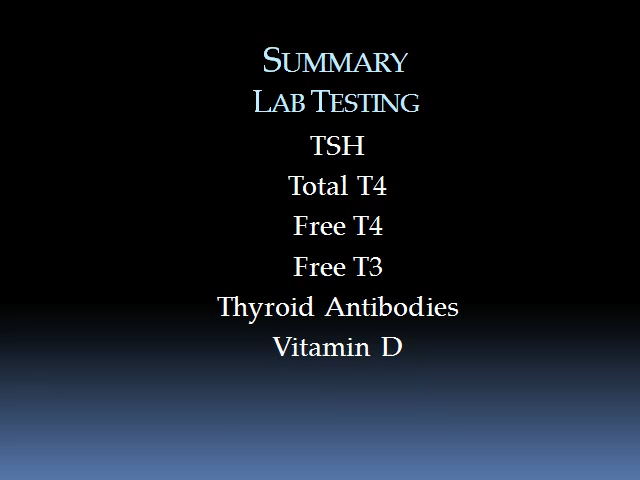 SUMMARY
LAB TESTING
TSH
Total T4
Free T4
Free T3
Thyroid Antibodies
Vitamin D